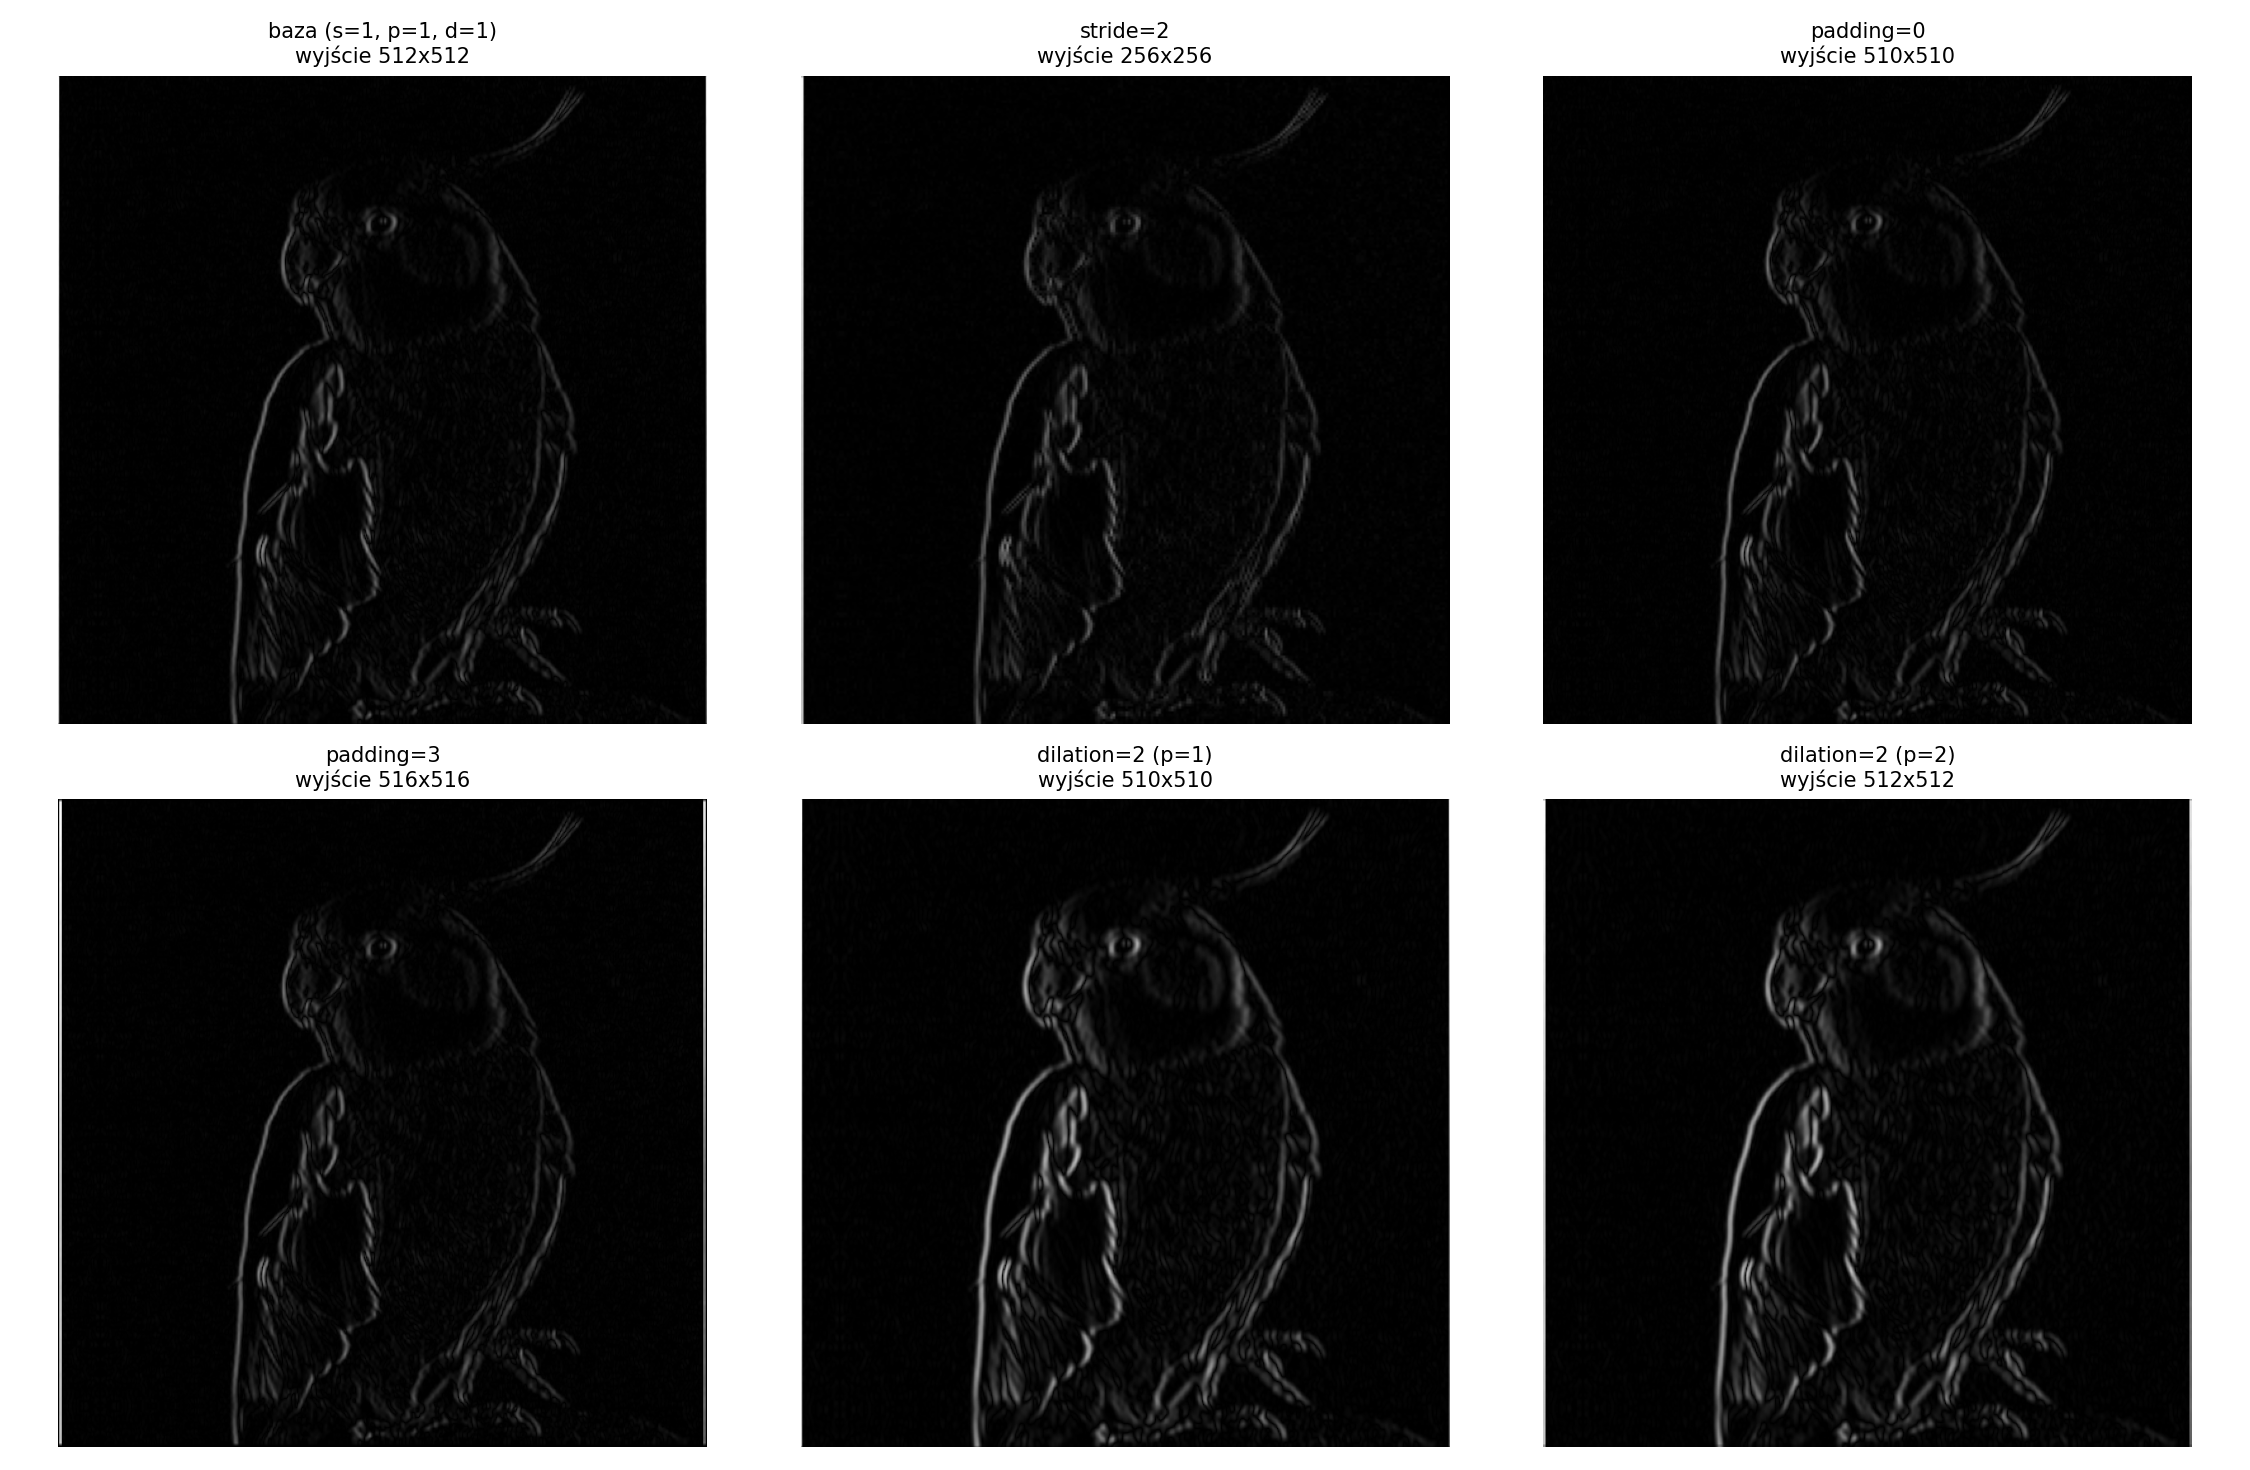 baza (s=1, p=1, d=1)
wyjście 512x512
stride=2
wyjście 256x256
padding=0
wyjście 510x510
padding=3
wyjście 516x516
dilation=2 (p=1)
wyjście 510x510
dilation=2 (p=2)
wyjście 512x512